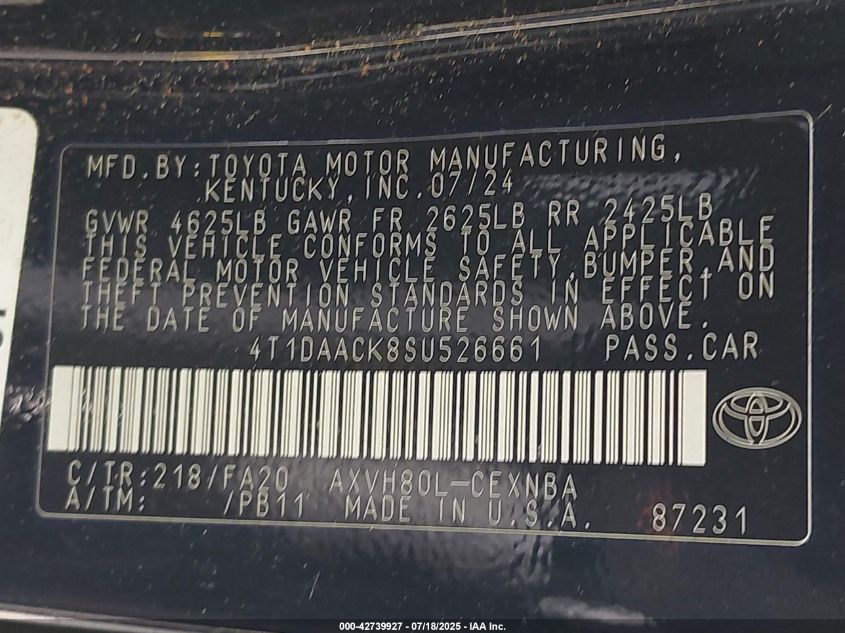 MFD.BY:TOYOTA MOTOR MANUFACTURING,
KENTUCKY,INC.07/24
GVWR 4625LB GAWR FR 2625LB RR 2425LB
THIS VEHICLE CONFORMS TO ALL APPLICABLE
FEDERAL MOTOR VEHICLE SAFETY,BUMPER,AND
THEFT PREVENTION STANDARDS IN EFFECT ON
THE DATE OF MANUFACTURE SHOWN ABOVE.
4T1DAACK8SU526661 PASS.CAR
C/TR:218/FA20 AXVH80L-CEXNBA
A/TM: /PB11 MADE IN U.S.A. 87231
000-42739927 - 07/18/2025 - IAA Inc.